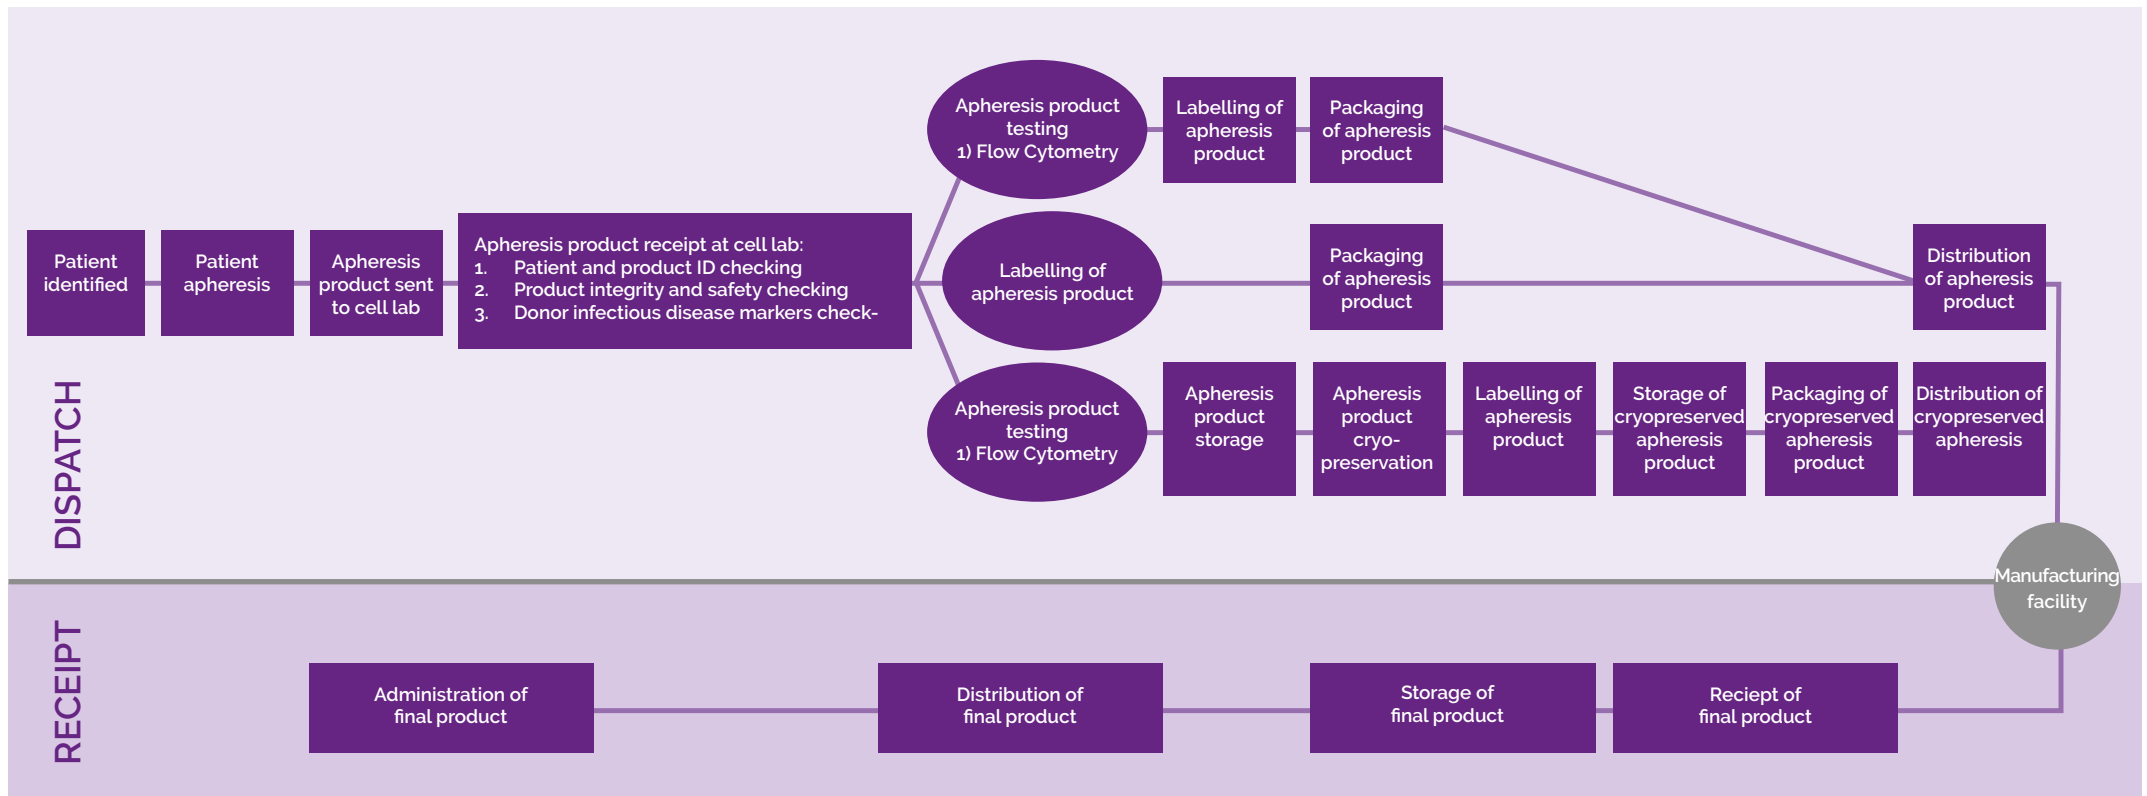 Patient
identified
Patient
apheresis
Apheresis
product sent
to cell lab
Apheresis product receipt at cell lab:
1. Patient and product ID checking
2. Product integrity and safety checking
3. Donor infectious disease markers check-
Apheresis product
testing
1) Flow Cytometry
Labelling of
apheresis
product
Packaging
of apheresis
product
Labelling of
apheresis product
Packaging
of apheresis
product
Distribution
of apheresis
product
Apheresis product
testing
1) Flow Cytometry
Apheresis
product
storage
Apheresis
product
cryo-
preservation
Labelling of
apheresis
product
Storage of
cryopreserved
apheresis
product
Packaging of
cryopreserved
apheresis
product
Distribution of
cryopreserved
apheresis
DISPATCH
Manufacturing
facility
RECEIPT
Administration of
final product
Distribution of
final product
Storage of
final product
Reciept of
final product